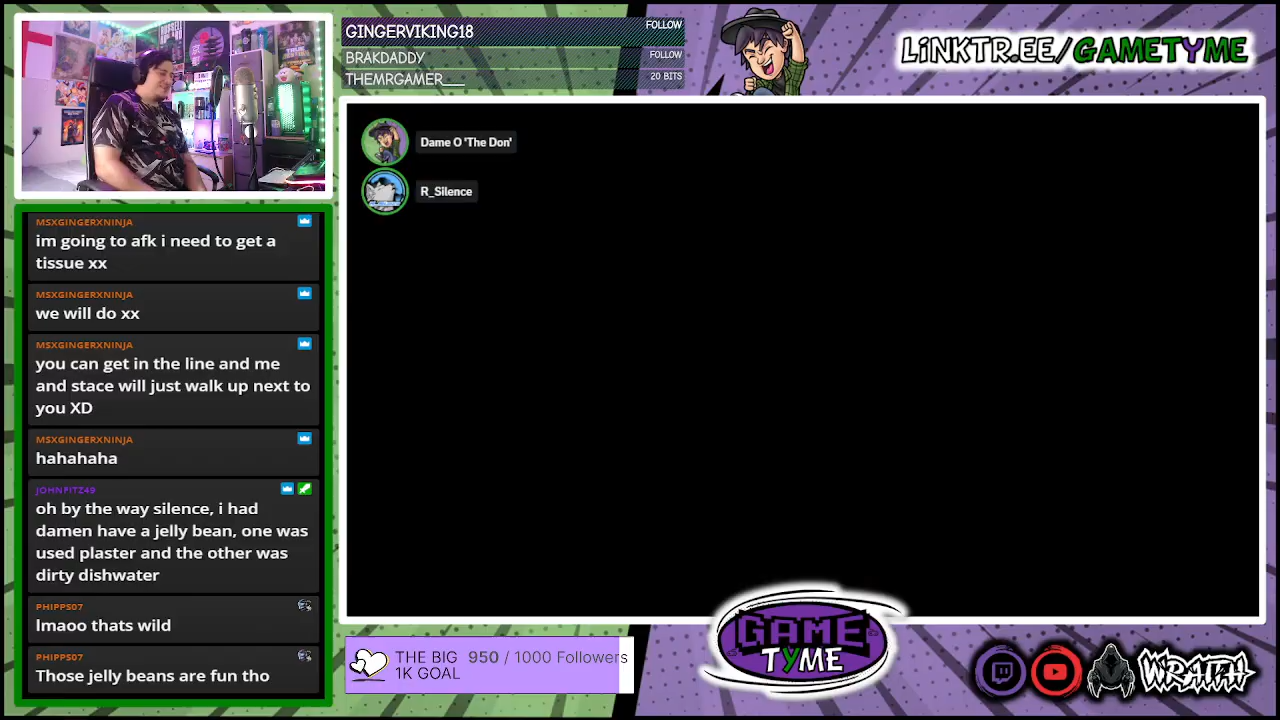 GINGERVIKING18 FOLLOW
BRAKDADDY FOLLOW
THEMRGAMER___ 20 BITS
LINKTR.EE/GAMETYME
Dame O 'The Don'
R_Silence
MSXGINGERXNINJA
im going to afk i need to get a
tissue xx
MSXGINGERXNINJA
we will do xx
MSXGINGERXNINJA
you can get in the line and me
and stace will just walk up next to
you XD
MSXGINGERXNINJA
hahahaha
JOHNFITZ49
oh by the way silence, i had
damen have a jelly bean, one was
used plaster and the other was
dirty dishwater
PHIPPS07
lmaoo thats wild
PHIPPS07
Those jelly beans are fun tho
THE BIG 950 / 1000 Followers
1K GOAL
GAME
TYME
WRATH